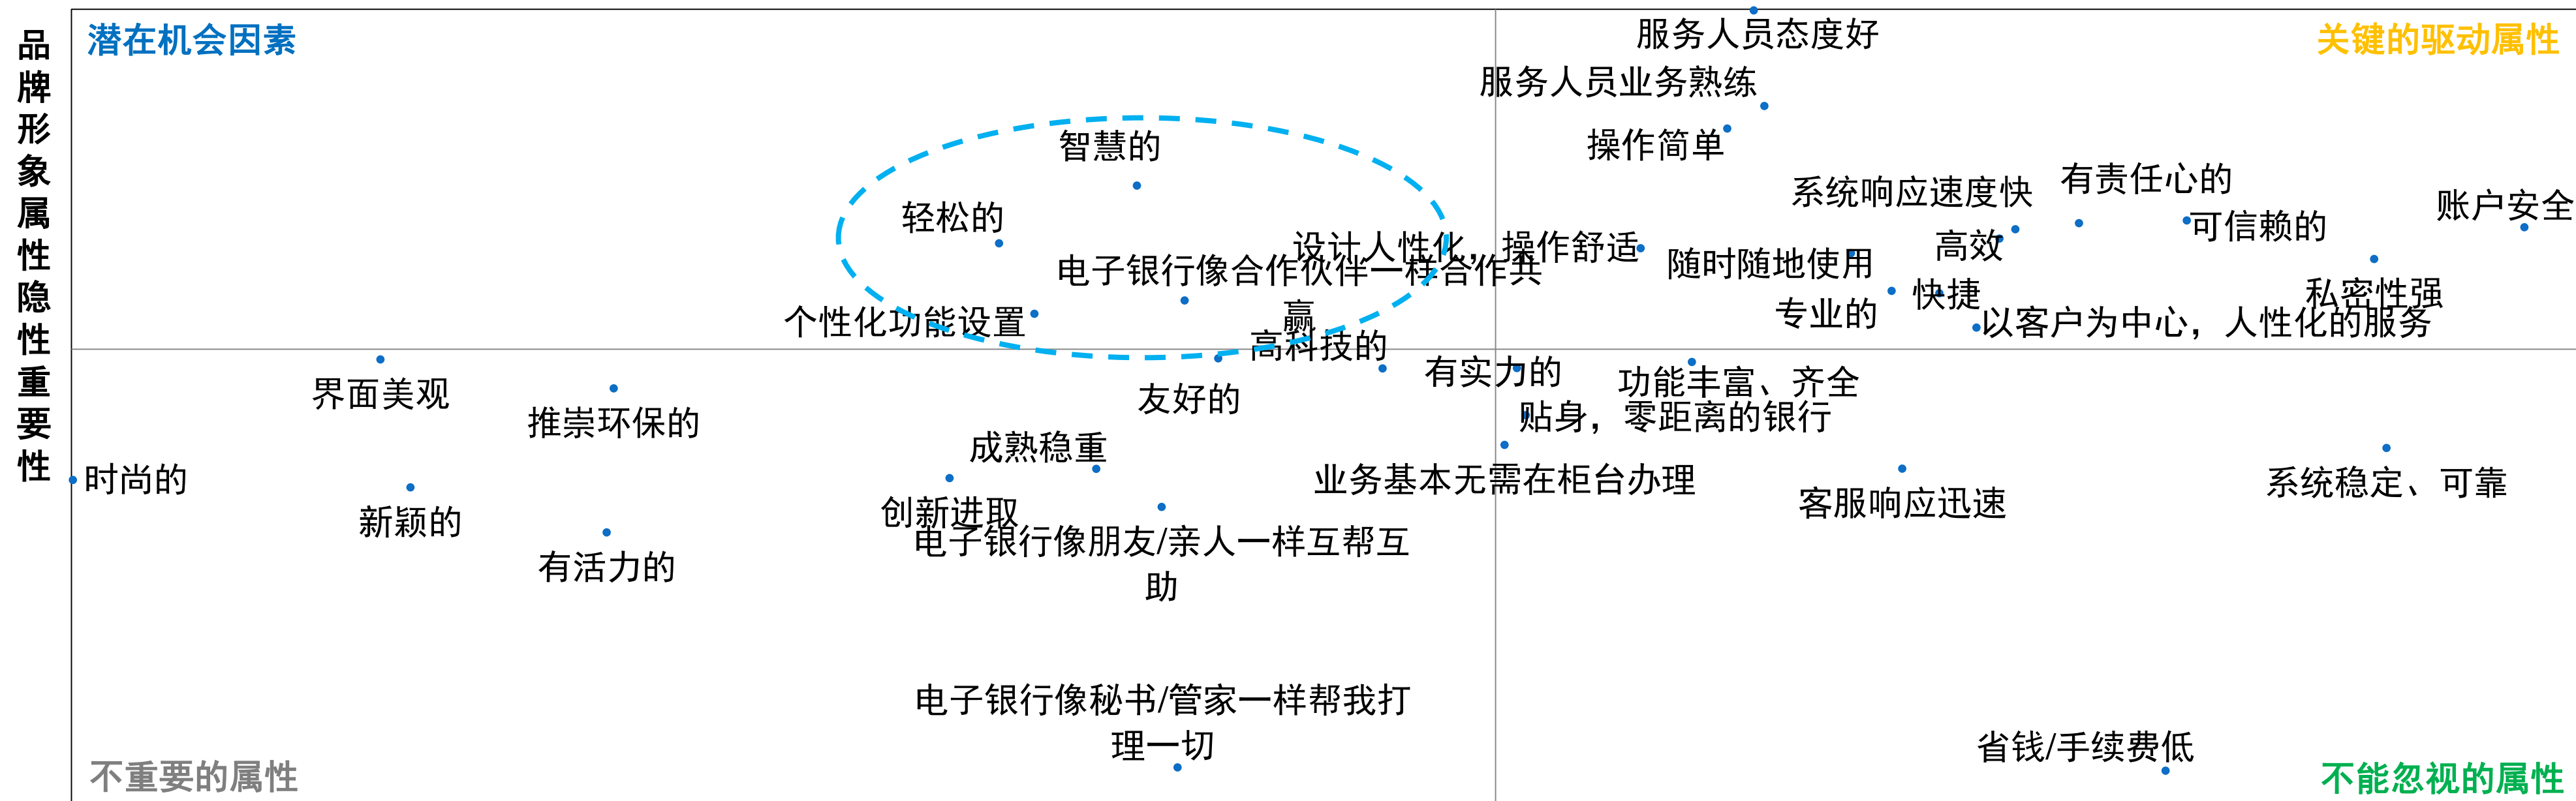 品牌形象属性隐性重要性
潜在机会因素
关键的驱动属性
服务人员态度好
服务人员业务熟练
操作简单
智慧的
轻松的
系统响应速度快
有责任心的
账户安全
可信赖的
设计人性化，操作舒适
高效
随时随地使用
电子银行像合作伙伴一样合作共
赢
个性化功能设置
专业的
快捷
私密性强
以客户为中心，人性化的服务
高科技的
界面美观
推崇环保的
友好的
有实力的
功能丰富、齐全
贴身，零距离的银行
成熟稳重
时尚的
业务基本无需在柜台办理
系统稳定、可靠
客服响应迅速
新颖的
创新进取
电子银行像朋友/亲人一样互帮互
助
有活力的
电子银行像秘书/管家一样帮我打
理一切
省钱/手续费低
不重要的属性
不能忽视的属性